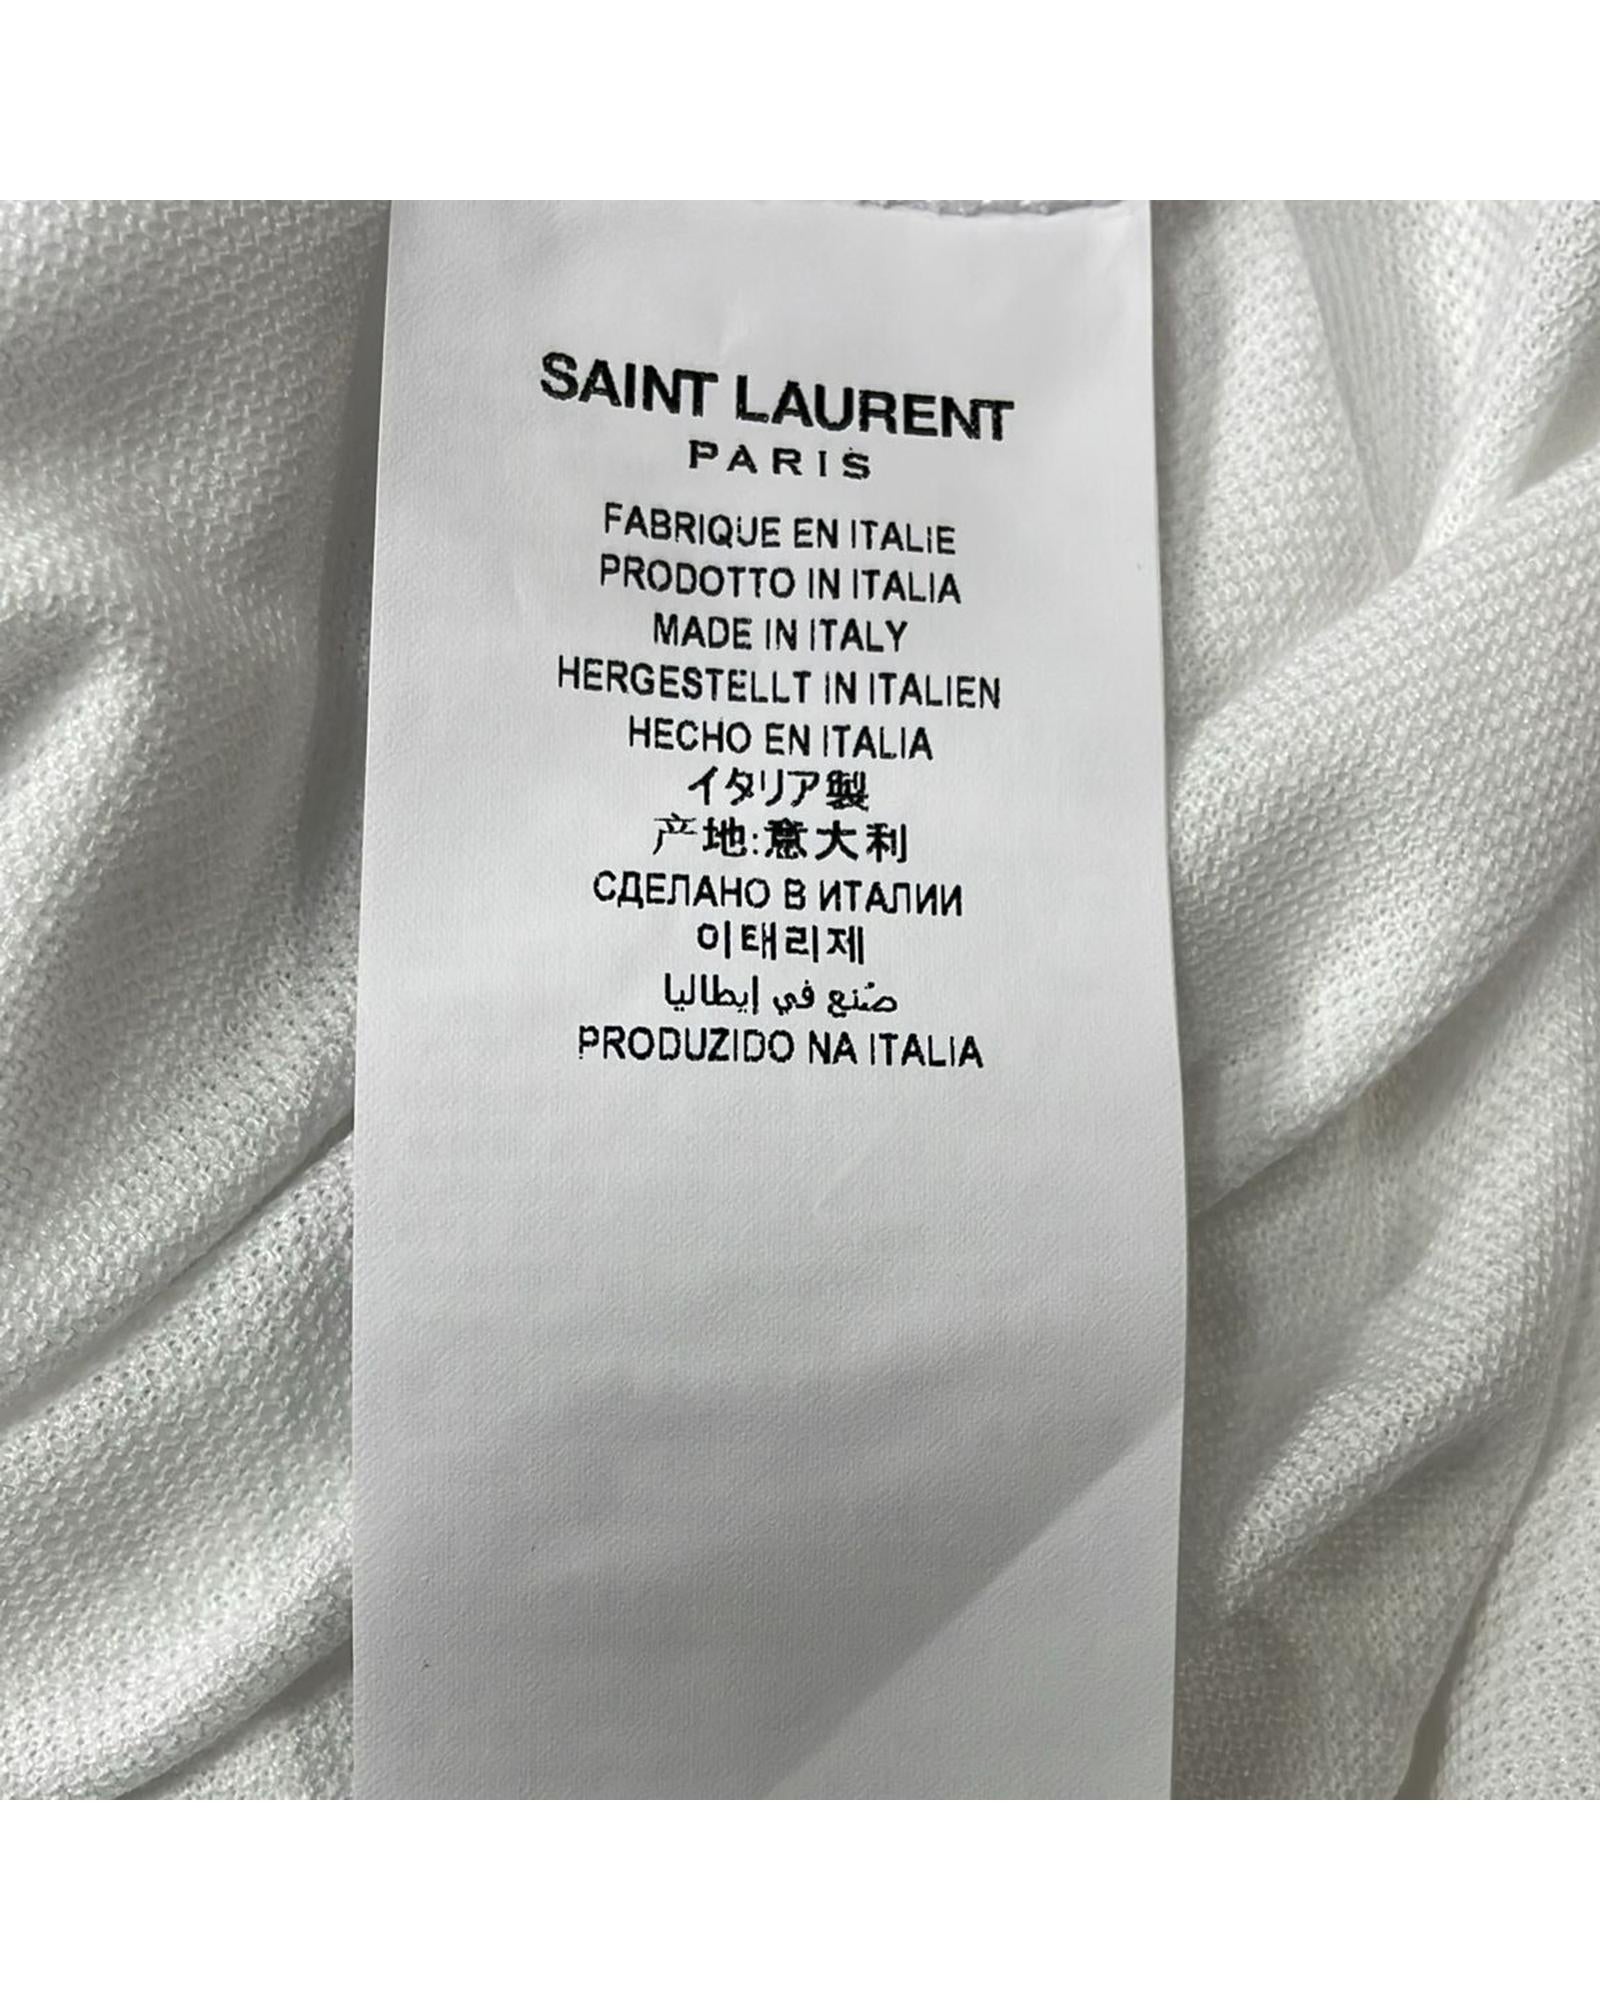 SAINT LAURENT
PARIS
FABRIQUE EN ITALIE
PRODOTTO IN ITALIA
MADE IN ITALY
HERGESTELLT IN ITALIEN
HECHO EN ITALIA
イタリア製
产地:意大利
СДЕЛАНО В ИТАЛИИ
이태리제
صُنع في إيطاليا
PRODUZIDO NA ITALIA